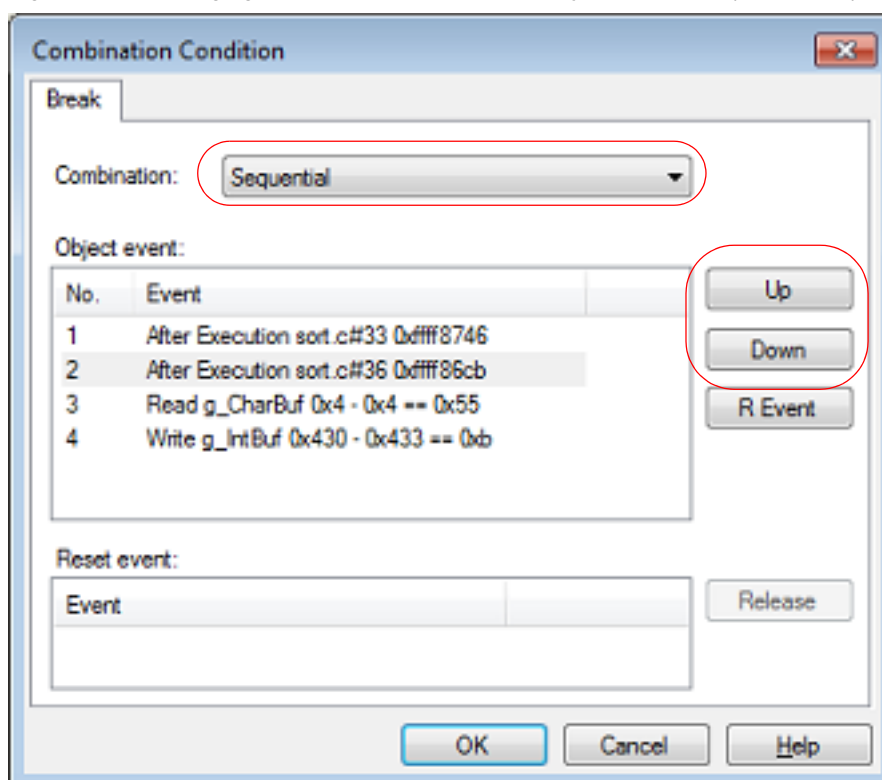 Combination Condition
Break
Combination: Sequential
Object event:
No. Event
1 After Execution sort.c#33 0xffff8746
2 After Execution sort.c#36 0xffff86cb
3 Read g_CharBuf 0x4 - 0x4 == 0x55
4 Write g_IntBuf 0x430 - 0x433 == 0xb
Up
Down
R Event
Reset event:
Event
Release
OK Cancel Help